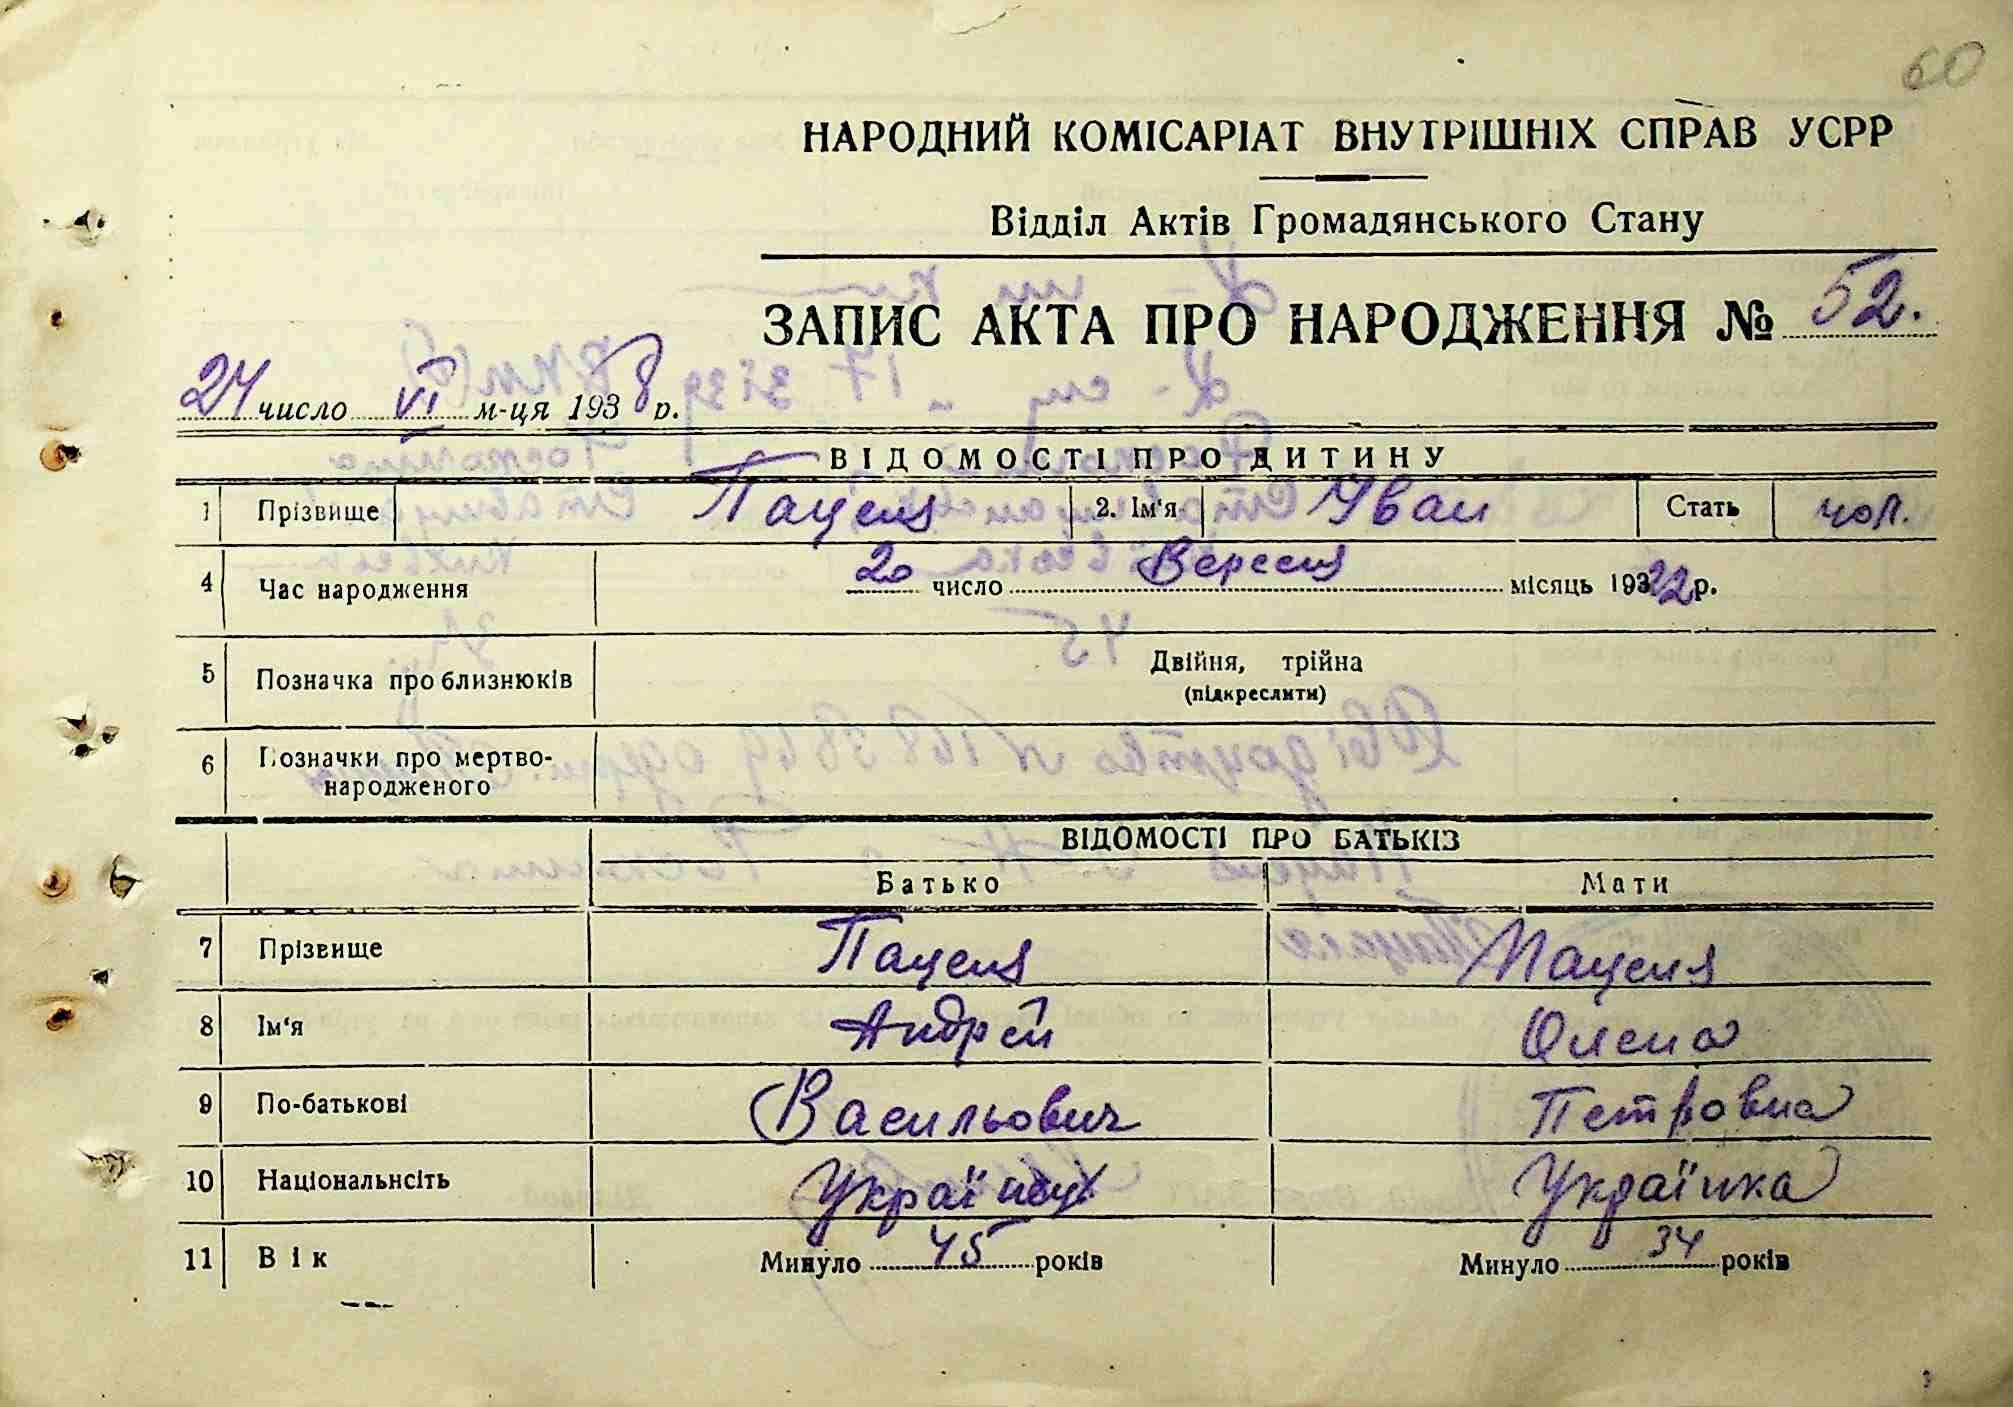 60
НАРОДНИЙ КОМІСАРІАТ ВНУТРІШНІХ СПРАВ УСРР
Відділ Актів Громадянського Стану
ЗАПИС АКТА ПРО НАРОДЖЕННЯ № 52.
24 число VI м-ця 1938 р.
ВІДОМОСТІ ПРО ДИТИНУ
1 Прізвище Пацеля 2. Ім'я Иван Стать чол.
4 Час народження 20 число Вересня місяць 1922 р.
5 Позначка про близнюків Двійня, трійна
(підкреслити)
6 Позначки про мертво-
народженого
ВІДОМОСТІ ПРО БАТЬКІЗ
Батько Мати
7 Прізвище Пацеля Пацеля
8 Ім'я Андрей Олена
9 По-батькові Васильович Петровна
10 Національнсіть Українец Українка
11 Вік Минуло 45 років Минуло 34 років